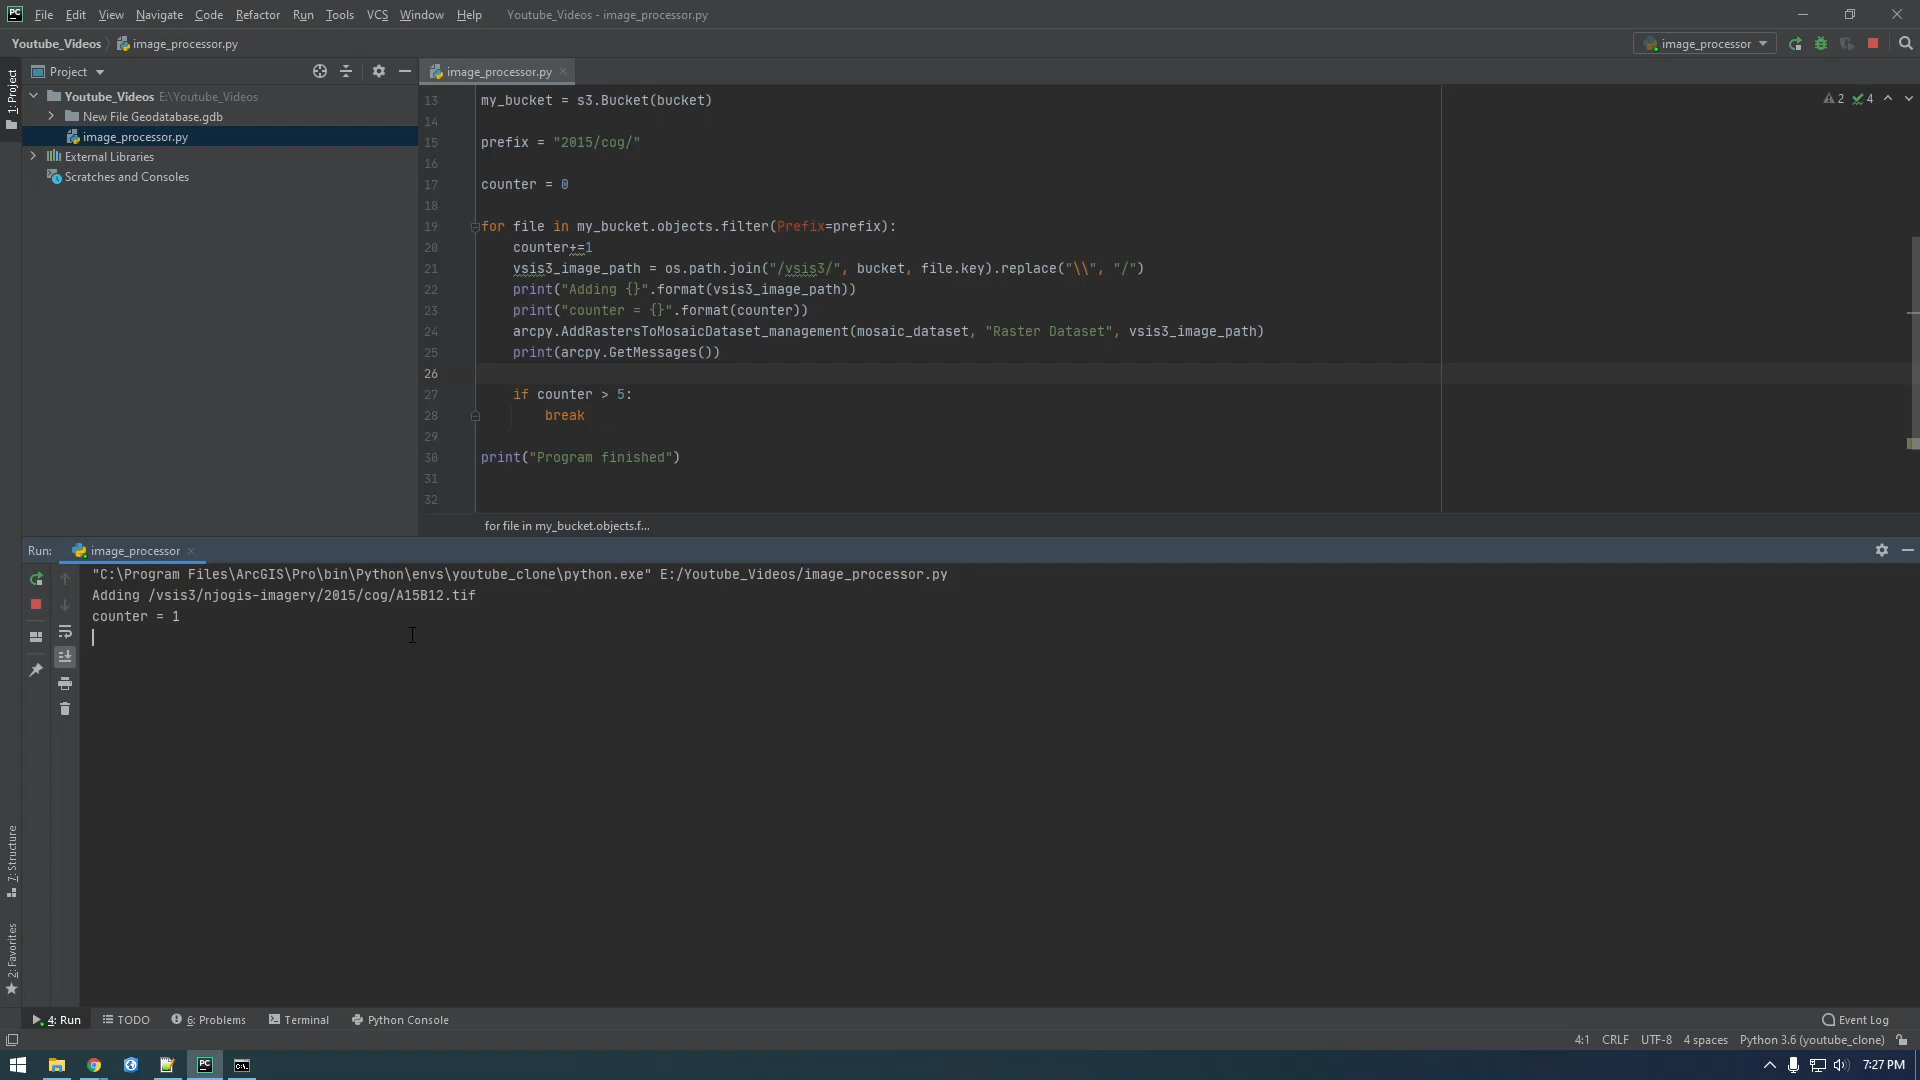 PC File Edit View Navigate Code Refactor Run Tools VCS Window Help Youtube_Videos - image_processor.py
Youtube_Videos image_processor.py image_processor
1: Project
Project
image_processor.py
Youtube_Videos E:\Youtube_Videos
New File Geodatabase.gdb
image_processor.py
External Libraries
Scratches and Consoles
2 4
13 my_bucket = s3.Bucket(bucket)
14
15 prefix = "2015/cog/"
16
17 counter = 0
18
19 for file in my_bucket.objects.filter(Prefix=prefix):
20 counter+=1
21 vsis3_image_path = os.path.join("/vsis3/", bucket, file.key).replace("\\", "/")
22 print("Adding {}".format(vsis3_image_path))
23 print("counter = {}".format(counter))
24 arcpy.AddRastersToMosaicDataset_management(mosaic_dataset, "Raster Dataset", vsis3_image_path)
25 print(arcpy.GetMessages())
26
27 if counter > 5:
28 break
29
30 print("Program finished")
31
32
for file in my_bucket.objects.f...
Run: image_processor
"C:\Program Files\ArcGIS\Pro\bin\Python\envs\youtube_clone\python.exe" E:/Youtube_Videos/image_processor.py
Adding /vsis3/njogis-imagery/2015/cog/A15B12.tif
counter = 1
7: Structure
2: Favorites
4: Run TODO 6: Problems Terminal Python Console Event Log
4:1 CRLF UTF-8 4 spaces Python 3.6 (youtube_clone)
PC 7:27 PM